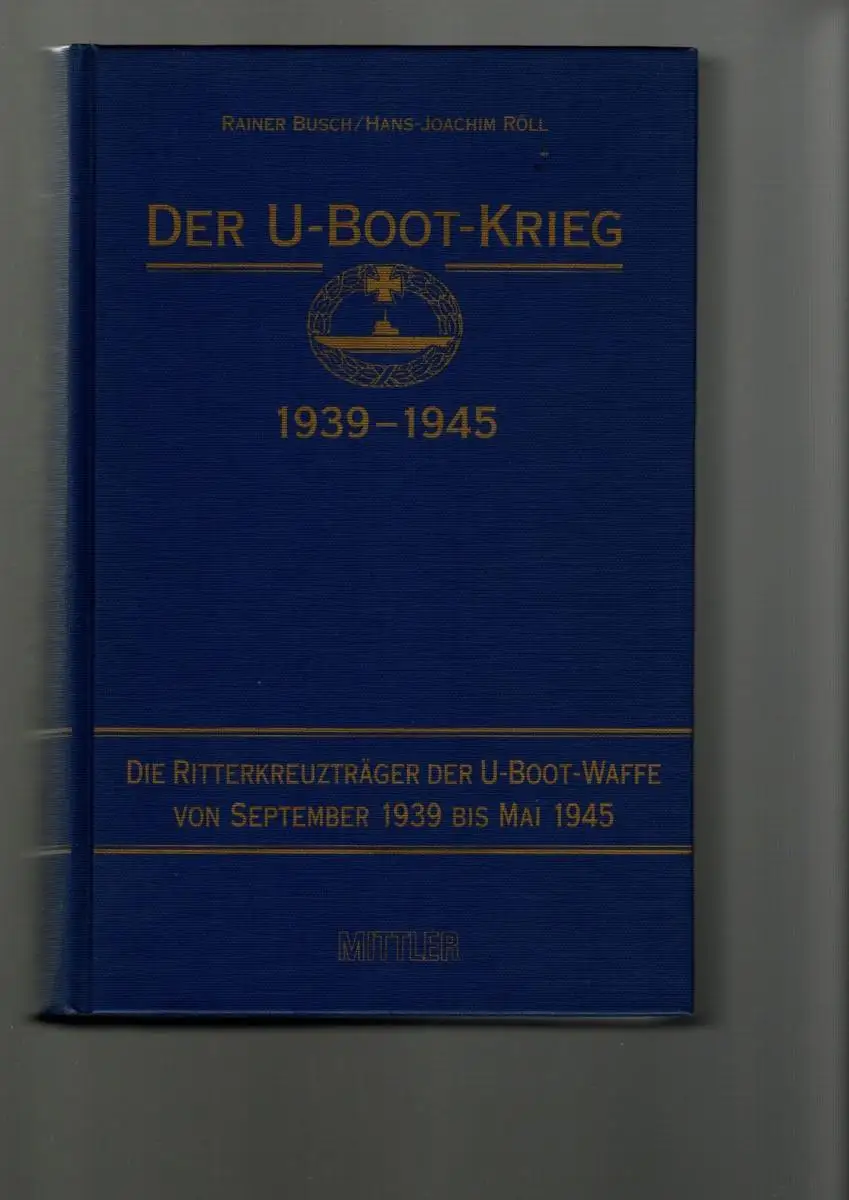 RAINER BUSCH/HANS-JOACHIM RÖLL
DER U-BOOT-KRIEG
1939–1945
DIE RITTERKREUZTRÄGER DER U-BOOT-WAFFE
VON SEPTEMBER 1939 BIS MAI 1945
MITTLER